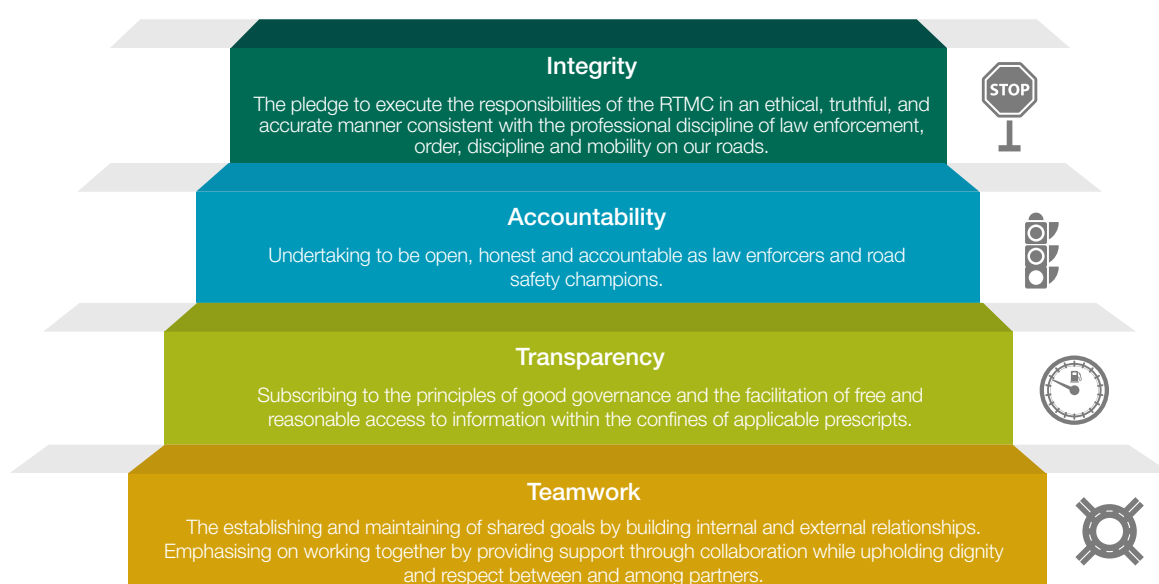 Integrity
The pledge to execute the responsibilities of the RTMC in an ethical, truthful, and
accurate manner consistent with the professional discipline of law enforcement,
order, discipline and mobility on our roads.
STOP
Accountability
Undertaking to be open, honest and accountable as law enforcers and road
safety champions.
Transparency
Subscribing to the principles of good governance and the facilitation of free and
reasonable access to information within the confines of applicable prescripts.
Teamwork
The establishing and maintaining of shared goals by building internal and external relationships.
Emphasising on working together by providing support through collaboration while upholding dignity
and respect between and among partners.